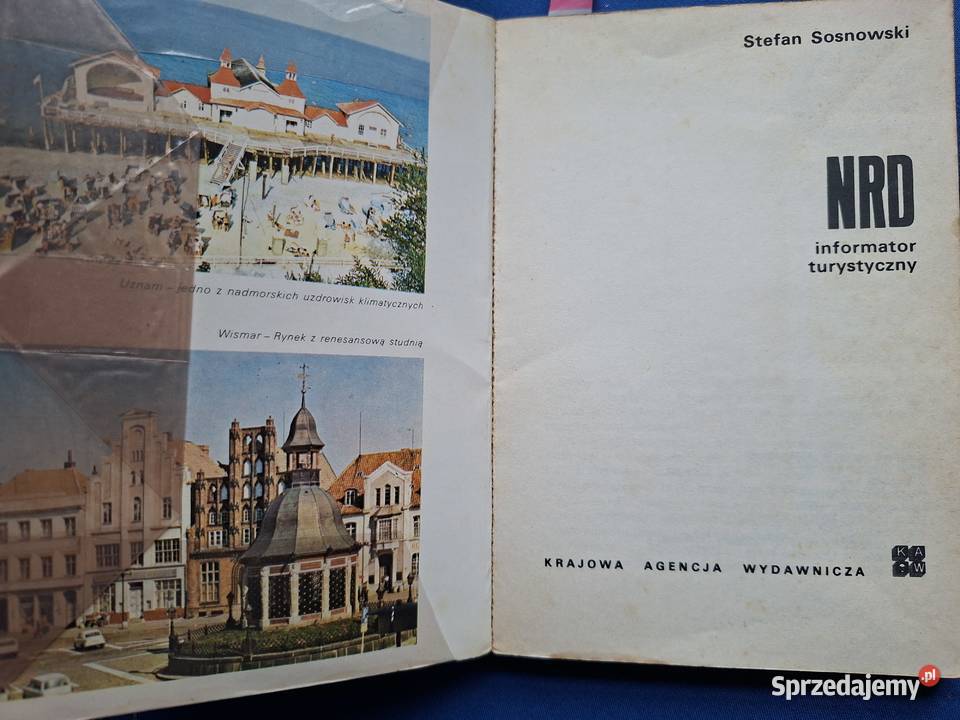 Uznam – jedno z nadmorskich uzdrowisk klimatycznych
Wismar – Rynek z renesansową studnią
Stefan Sosnowski
NRD
informator
turystyczny
KRAJOWA AGENCJA WYDAWNICZA
KAW
Sprzedajemy.pl